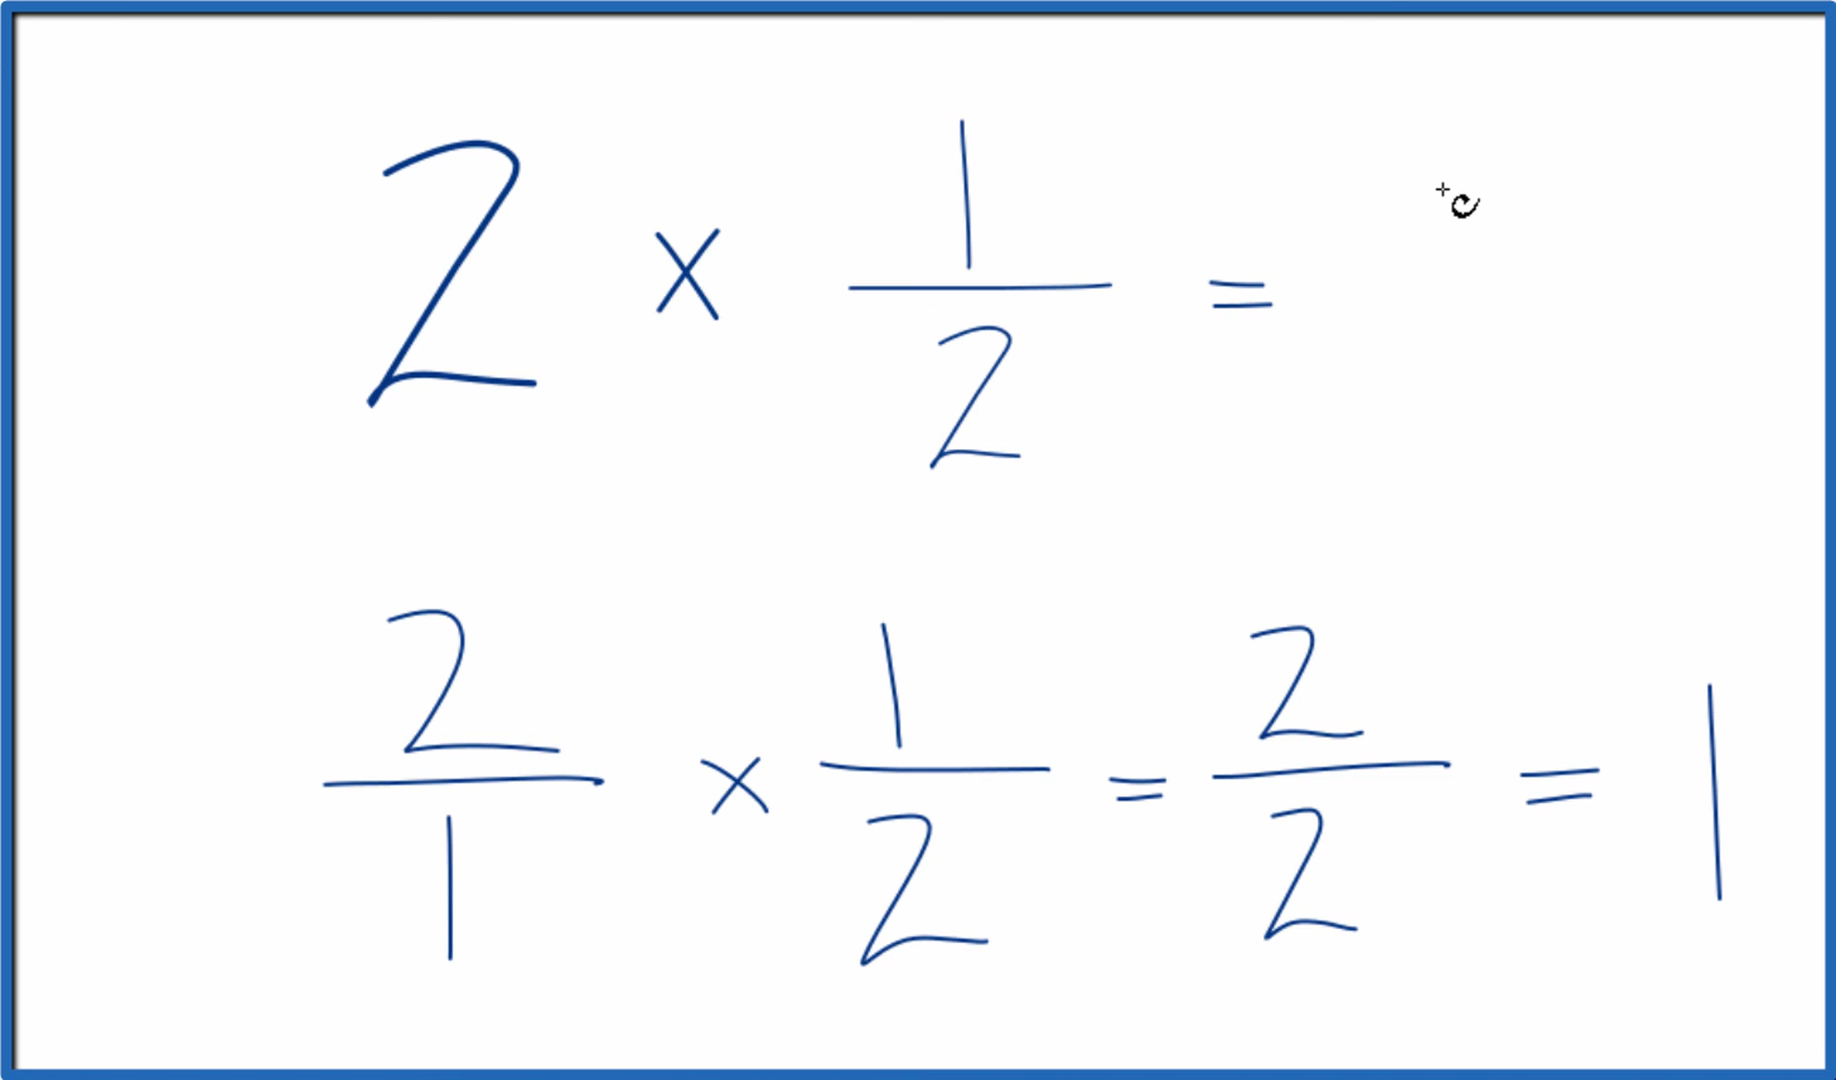 2 × 1/2 =
2/1 × 1/2 = 2/2 = 1